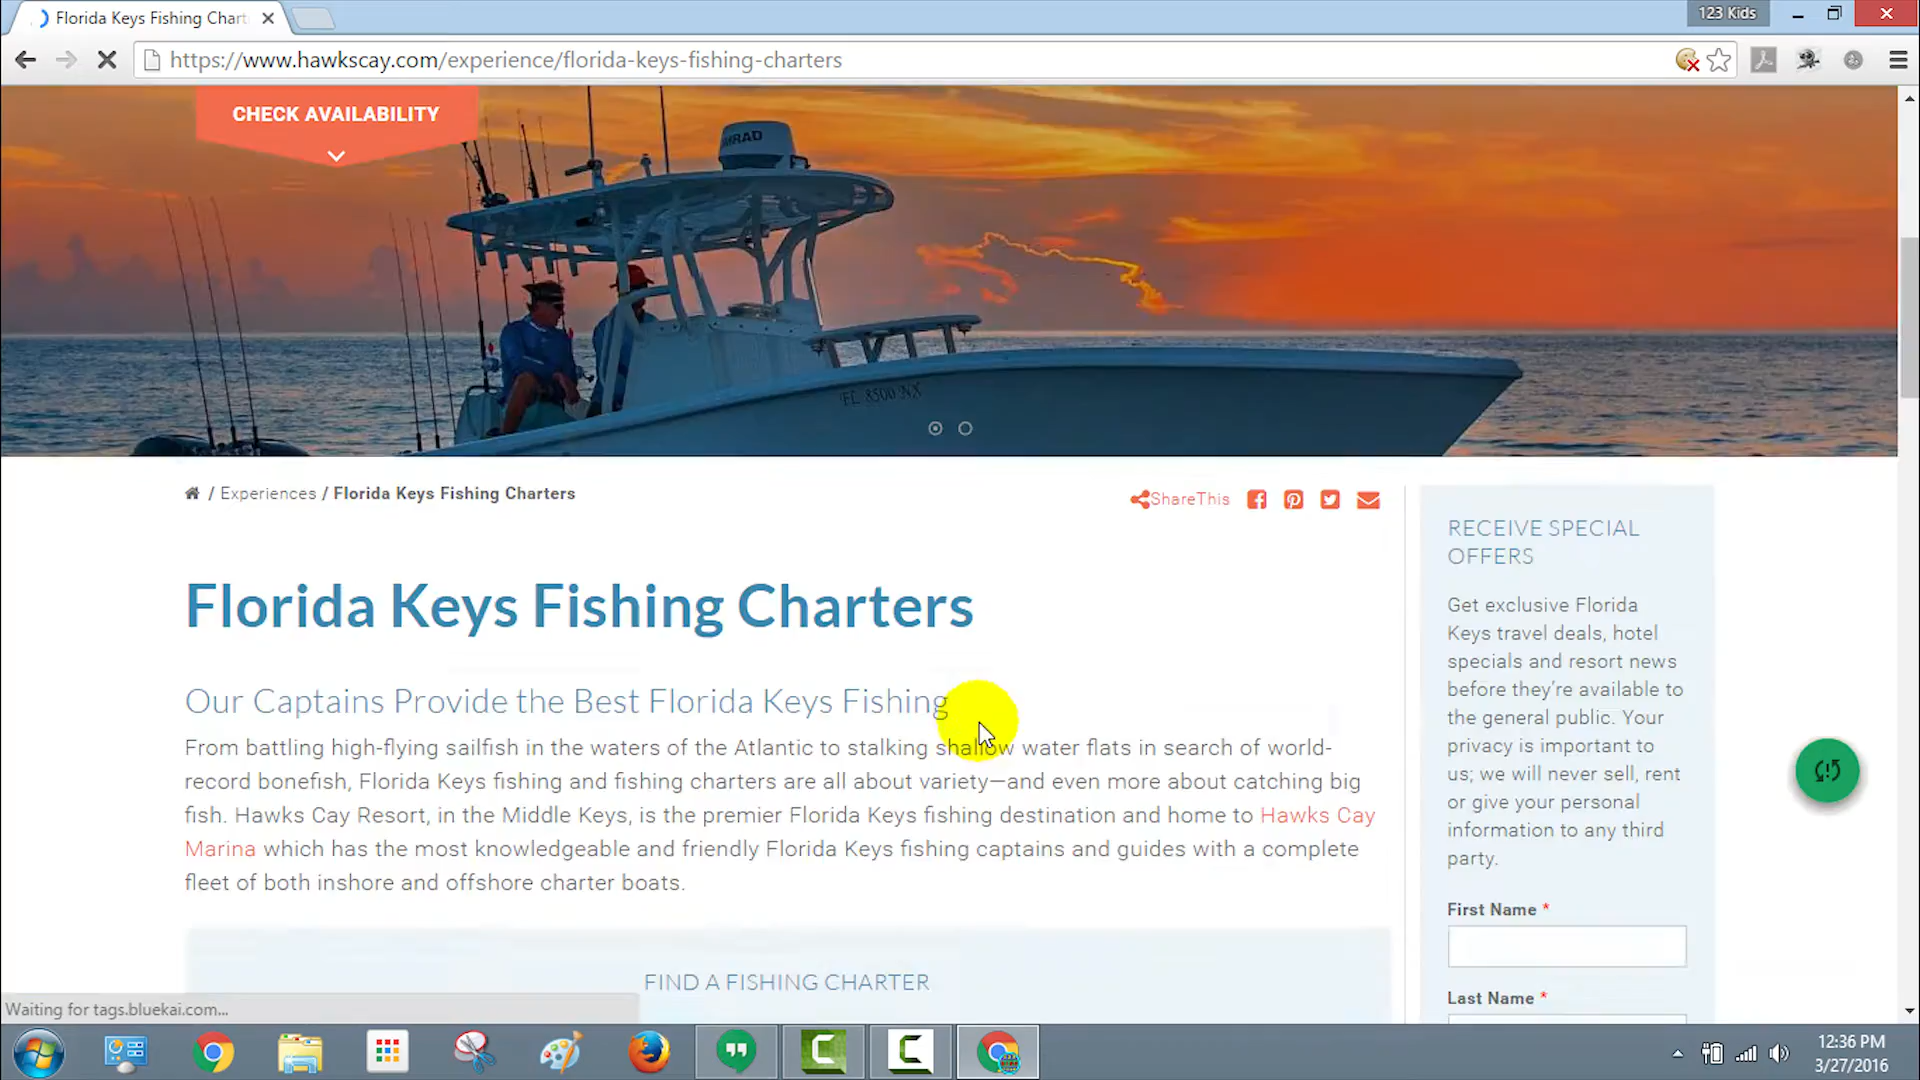 Florida Keys Fishing Chart
123 Kids
https://www.hawkscay.com/experience/florida-keys-fishing-charters
CHECK AVAILABILITY
FL 8500 NX
/ Experiences / Florida Keys Fishing Charters
ShareThis
Florida Keys Fishing Charters
Our Captains Provide the Best Florida Keys Fishing
From battling high-flying sailfish in the waters of the Atlantic to stalking shallow water flats in search of world-
record bonefish, Florida Keys fishing and fishing charters are all about variety—and even more about catching big
fish. Hawks Cay Resort, in the Middle Keys, is the premier Florida Keys fishing destination and home to Hawks Cay
Marina which has the most knowledgeable and friendly Florida Keys fishing captains and guides with a complete
fleet of both inshore and offshore charter boats.
FIND A FISHING CHARTER
RECEIVE SPECIAL
OFFERS
Get exclusive Florida
Keys travel deals, hotel
specials and resort news
before they're available to
the general public. Your
privacy is important to
us; we will never sell, rent
or give your personal
information to any third
party.
First Name *
Last Name *
Waiting for tags.bluekai.com...
12:36 PM
3/27/2016